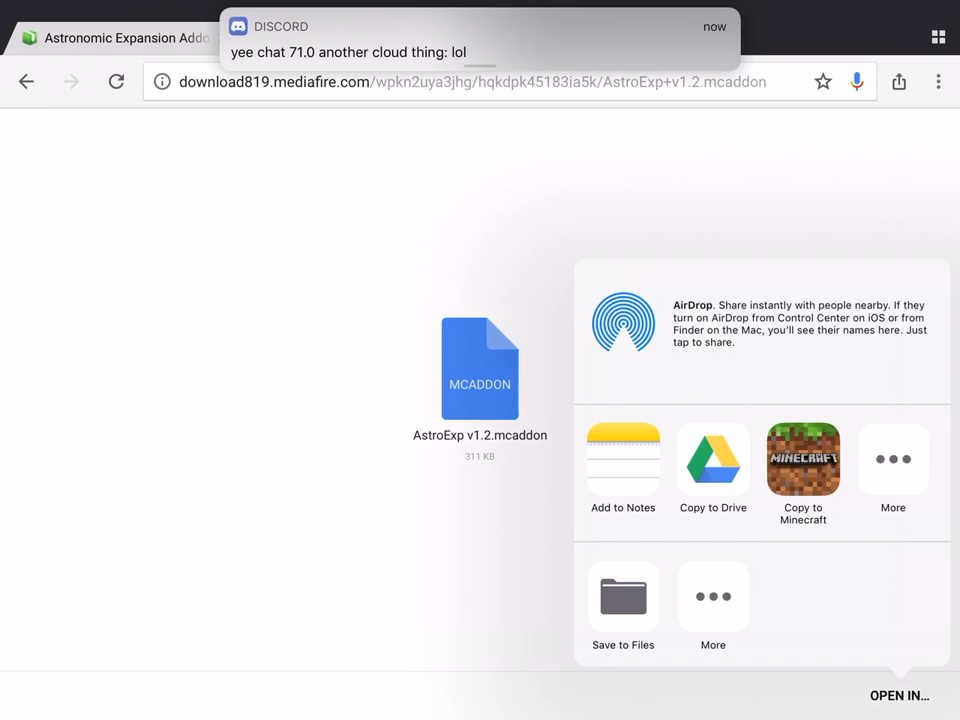 DISCORD
now
yee chat 71.0 another cloud thing: lol
Astronomic Expansion Addo
download819.mediafire.com/wpkn2uya3jhg/hqkdpk45183ia5k/AstroExp+v1.2.mcaddon
AirDrop. Share instantly with people nearby. If they
turn on AirDrop from Control Center on iOS or from
Finder on the Mac, you'll see their names here. Just
tap to share.
MCADDON
AstroExp v1.2.mcaddon
311 KB
MINECRAFT
Add to Notes
Copy to Drive
Copy to
Minecraft
More
Save to Files
More
OPEN IN...